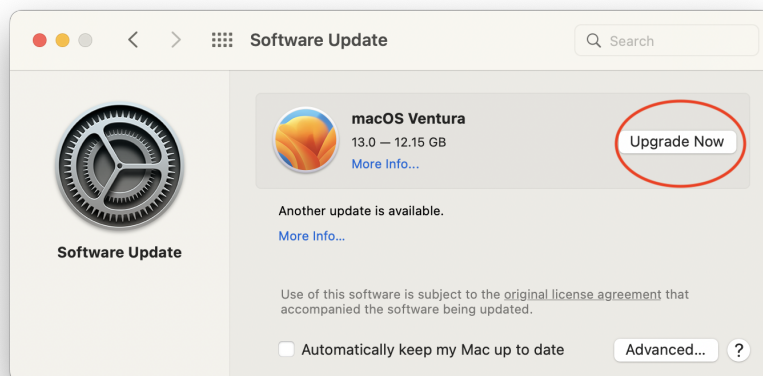 Software Update
Search
macOS Ventura
13.0 — 12.15 GB
More Info...
Upgrade Now
Software Update
Another update is available.
More Info...
Use of this software is subject to the original license agreement that
accompanied the software being updated.
Automatically keep my Mac up to date
Advanced...
?